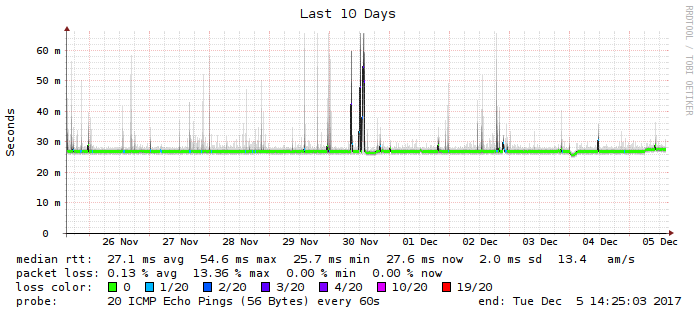 Last 10 Days
RRDTOOL / TOBI OETIKER
Seconds
60 m
50 m
40 m
30 m
20 m
10 m
0
26 Nov 27 Nov 28 Nov 29 Nov 30 Nov 01 Dec 02 Dec 03 Dec 04 Dec 05 Dec
median rtt: 27.1 ms avg 54.6 ms max 25.7 ms min 27.6 ms now 2.0 ms sd 13.4 am/s
packet loss: 0.13 % avg 13.36 % max 0.00 % min 0.00 % now
loss color: 0 1/20 2/20 3/20 4/20 10/20 19/20
probe: 20 ICMP Echo Pings (56 Bytes) every 60s end: Tue Dec 5 14:25:03 2017